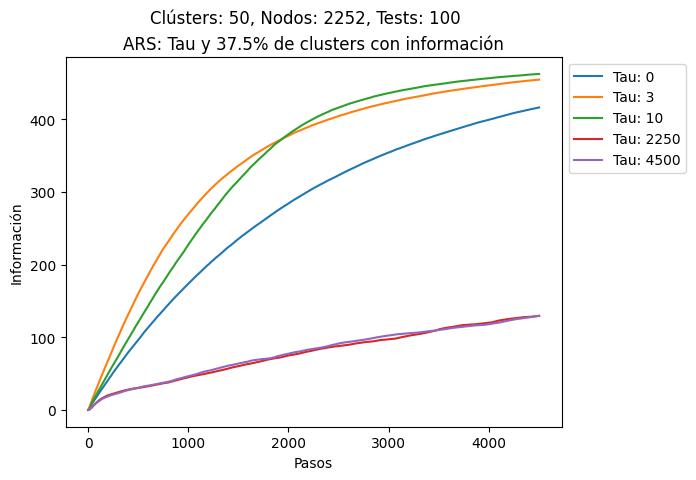 Clústers: 50, Nodos: 2252, Tests: 100
ARS: Tau y 37.5% de clusters con información
Información
400
300
200
100
0
0 1000 2000 3000 4000
Pasos
Tau: 0
Tau: 3
Tau: 10
Tau: 2250
Tau: 4500